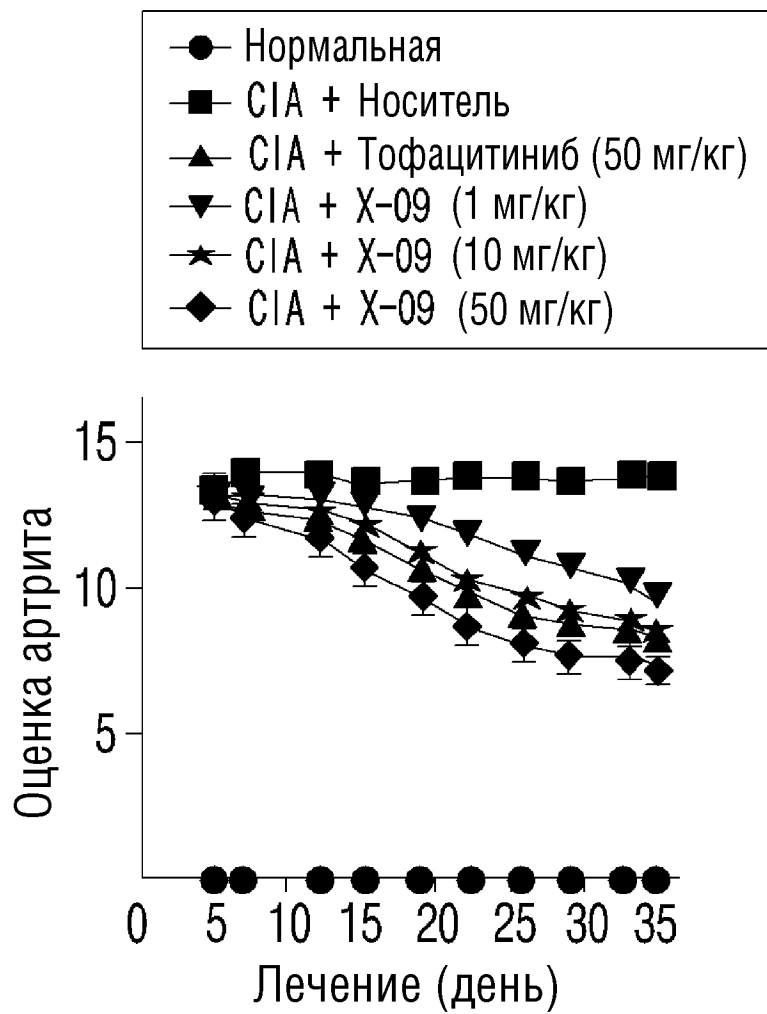 Нормальная
CIA + Носитель
CIA + Тофацитиниб (50 мг/кг)
CIA + X-09 (1 мг/кг)
CIA + X-09 (10 мг/кг)
CIA + X-09 (50 мг/кг)
Оценка артрита
15
10
5
0 5 10 15 20 25 30 35
Лечение (день)